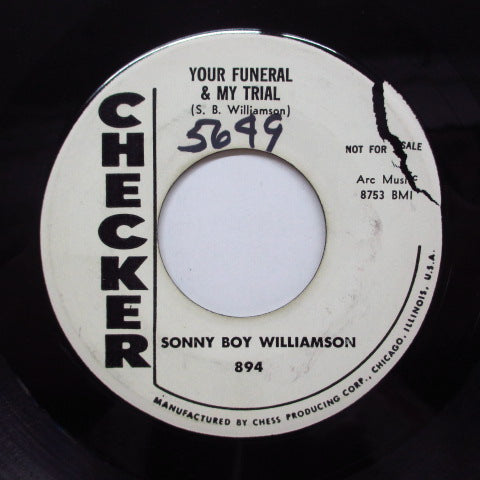 YOUR FUNERAL
& MY TRIAL
(S. B. Williamson)
5649
NOT FOR SALE
Arc Music
8753 BMI
CHECKER
SONNY BOY WILLIAMSON
894
MANUFACTURED BY CHESS PRODUCING CORP., CHICAGO, ILLINOIS, U.S.A.